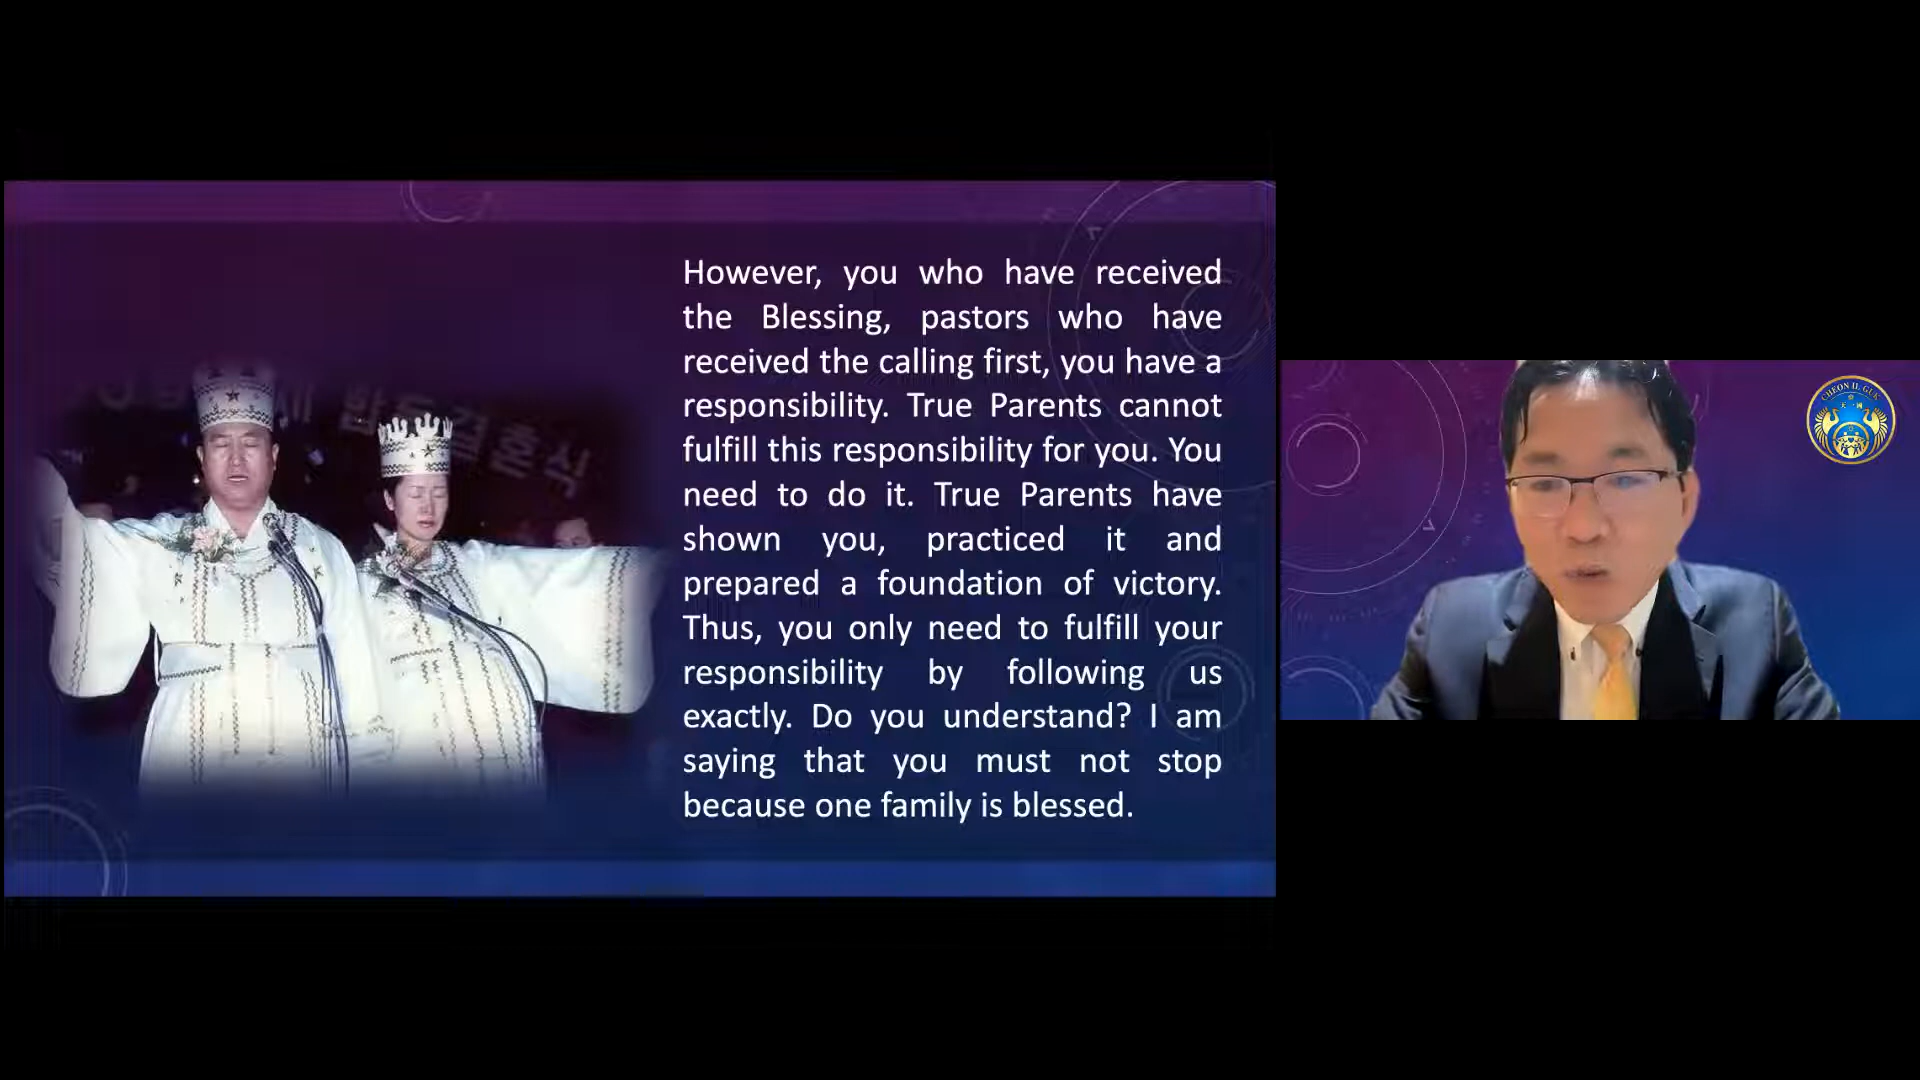 However, you who have received
the Blessing, pastors who have
received the calling first, you have a
responsibility. True Parents cannot
fulfill this responsibility for you. You
need to do it. True Parents have
shown you, practiced it and
prepared a foundation of victory.
Thus, you only need to fulfill your
responsibility by following us
exactly. Do you understand? I am
saying that you must not stop
because one family is blessed.
CHEON IL GUK